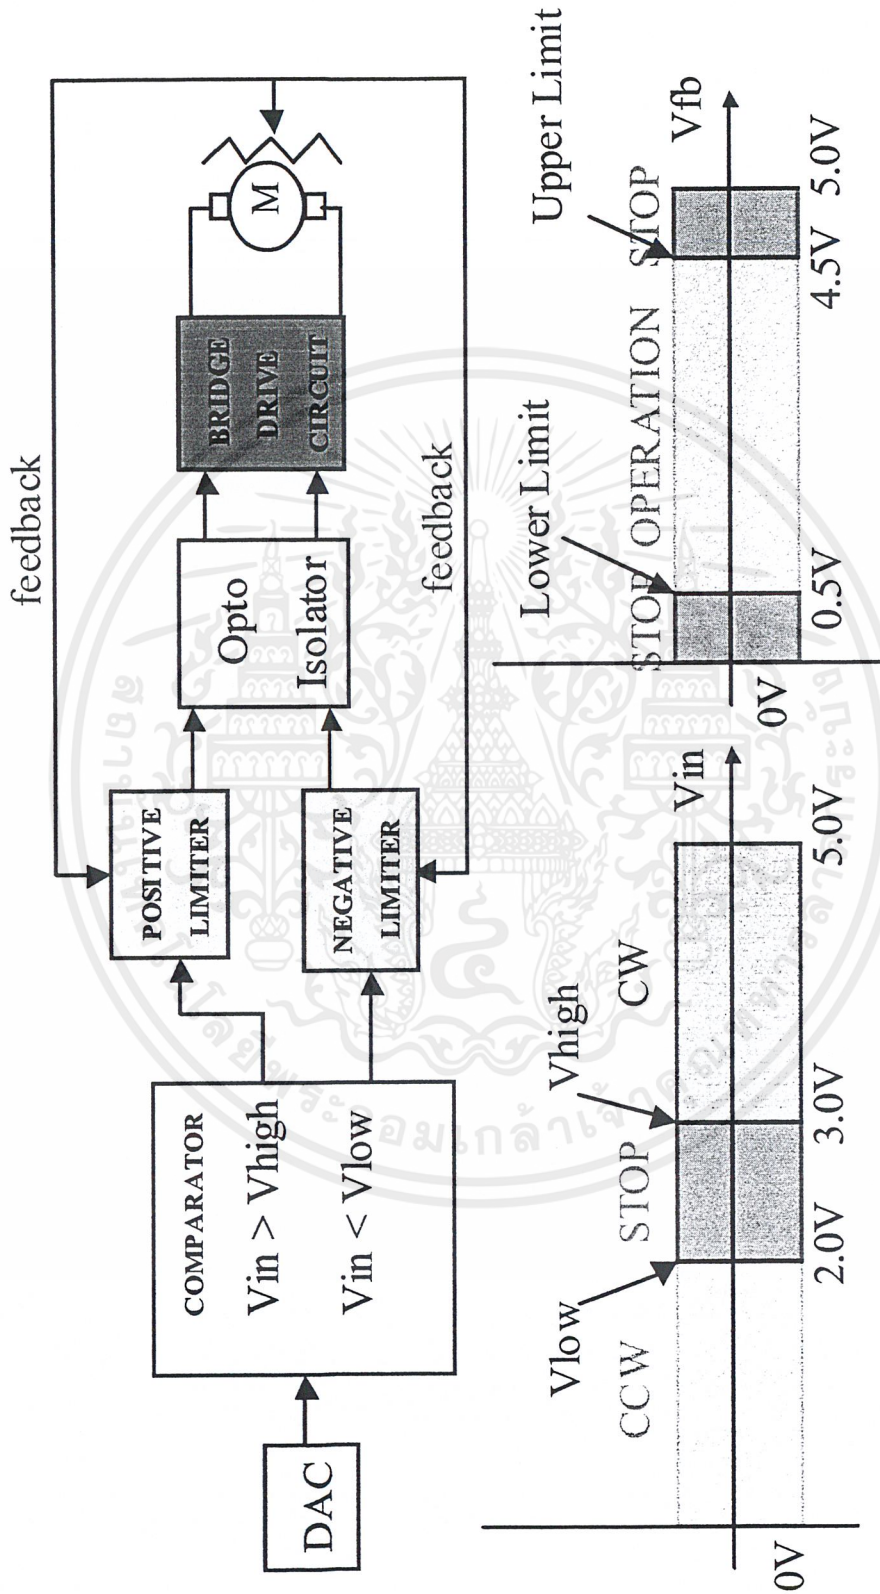 feedback
DAC
COMPARATOR
Vin > Vhigh
Vin < Vlow
POSITIVE
LIMITER
NEGATIVE
LIMITER
Opto
Isolator
BRIDGE
DRIVE
CIRCUIT
M
feedback
Vlow
Vhigh
CCW
STOP
CW
Vin
0V
2.0V
3.0V
5.0V
Lower Limit
Upper Limit
STOP
OPERATION
STOP
Vfb
0V
0.5V
4.5V
5.0V